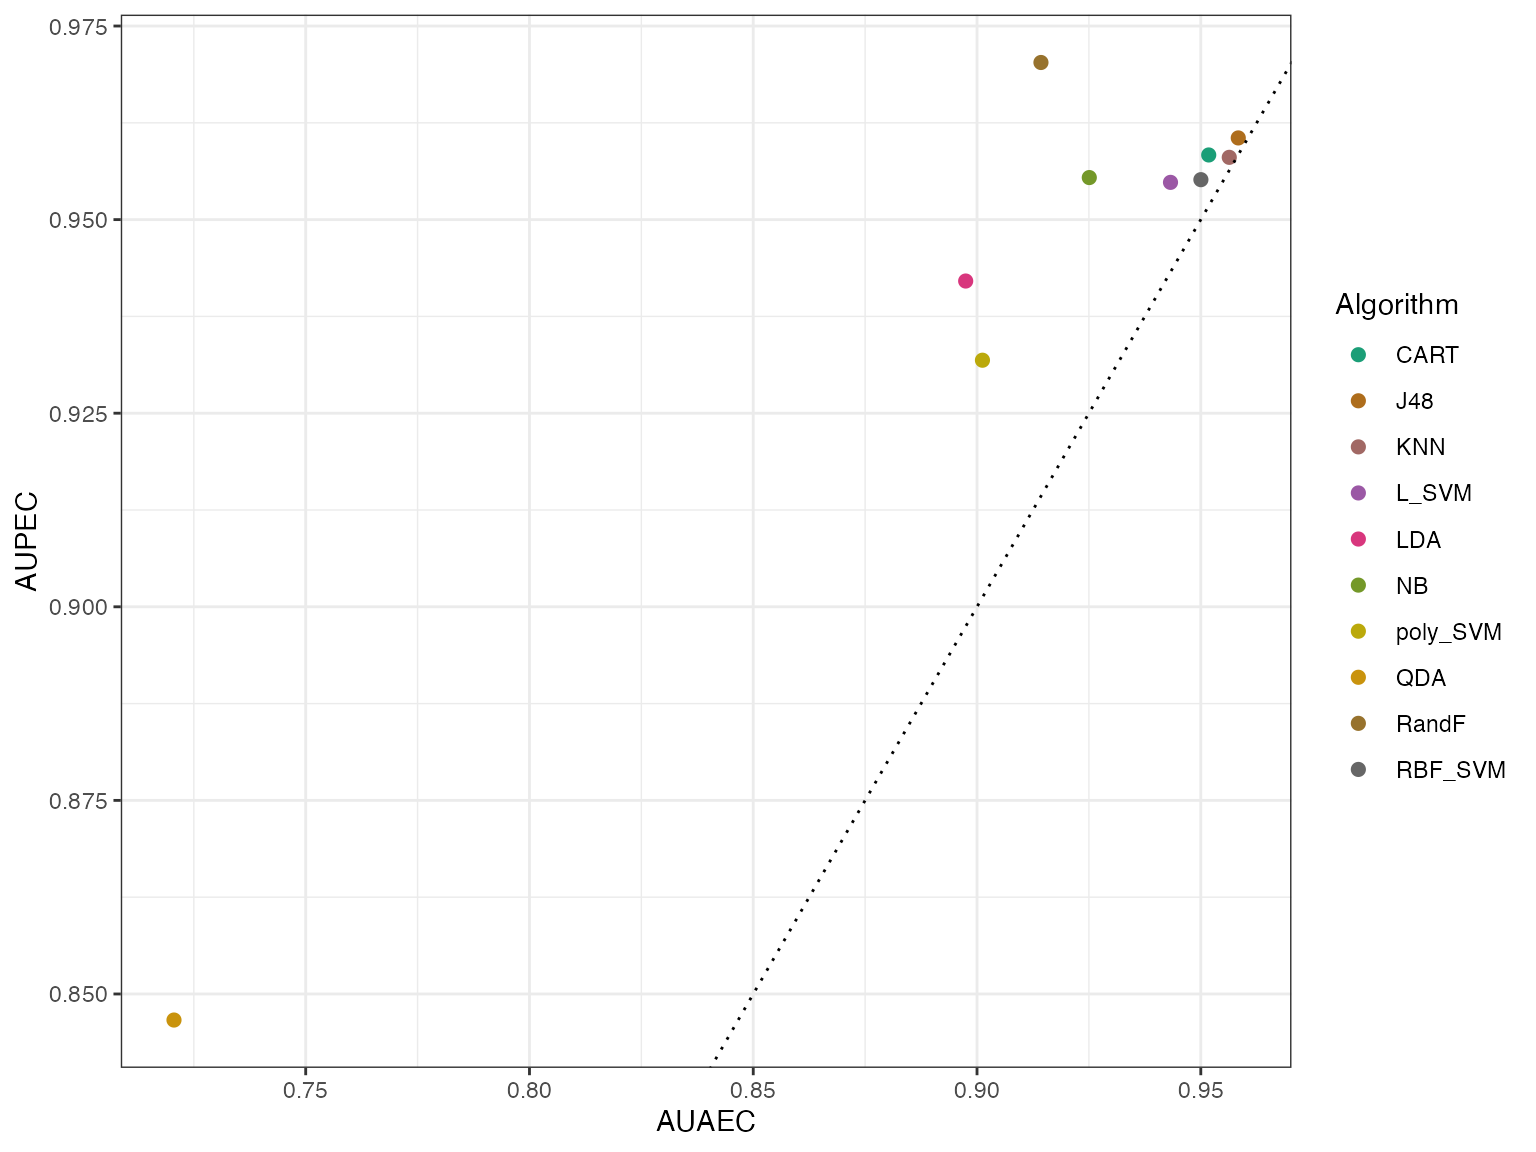 AUPEC
0.975
0.950
0.925
0.900
0.875
0.850
0.75
0.80
0.85
0.90
0.95
AUAEC
Algorithm
CART
J48
KNN
L_SVM
LDA
NB
poly_SVM
QDA
RandF
RBF_SVM